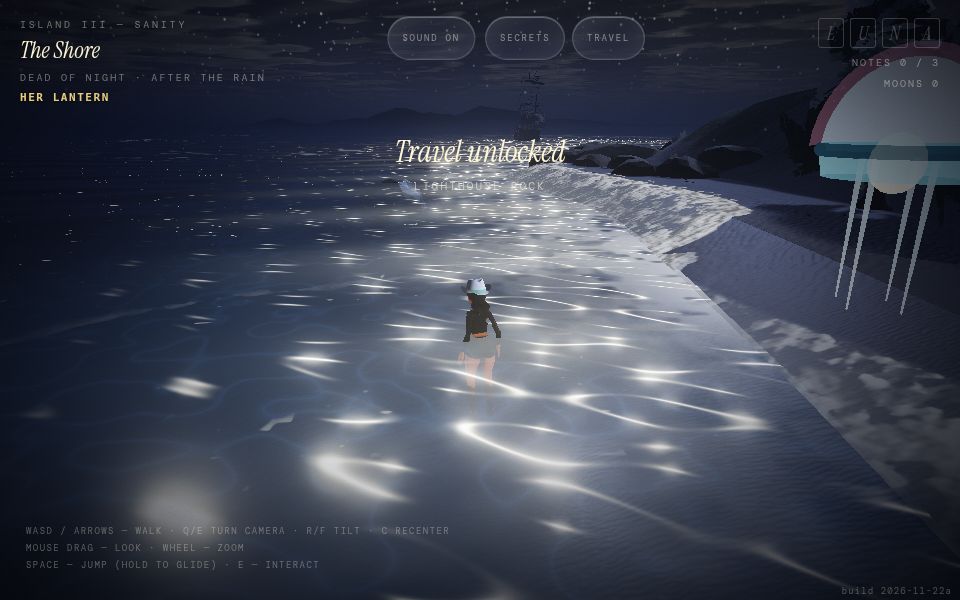 ISLAND III — SANITY
The Shore
DEAD OF NIGHT · AFTER THE RAIN
HER LANTERN
SOUND ON
SECRETS
TRAVEL
E U N A
NOTES 0 / 3
MOONS 0
Travel unlocked
LIGHTHOUSE ROCK
WASD / ARROWS — WALK · Q/E TURN CAMERA · R/F TILT · C RECENTER
MOUSE DRAG — LOOK · WHEEL — ZOOM
SPACE — JUMP (HOLD TO GLIDE) · E — INTERACT
build 2026-11-22a